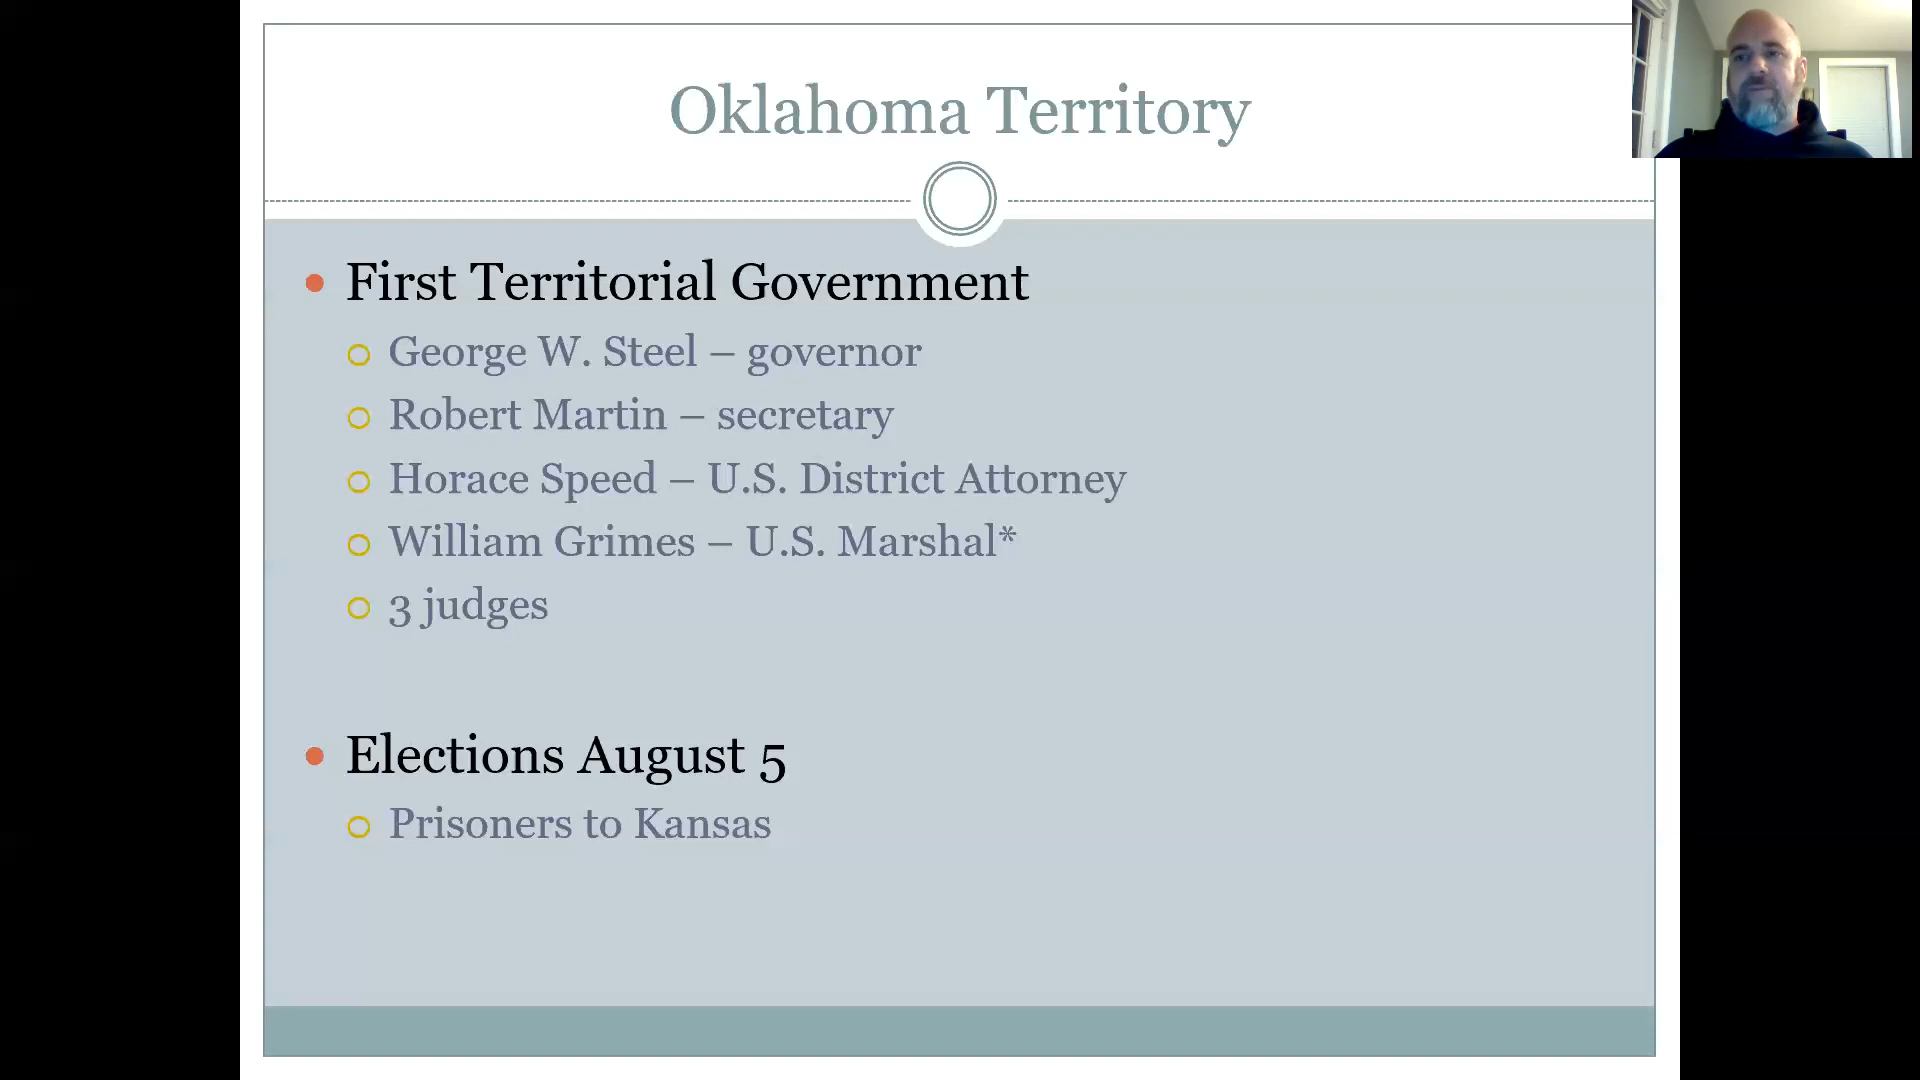 Oklahoma Territory
First Territorial Government
George W. Steel – governor
Robert Martin – secretary
Horace Speed – U.S. District Attorney
William Grimes – U.S. Marshal*
3 judges
Elections August 5
Prisoners to Kansas